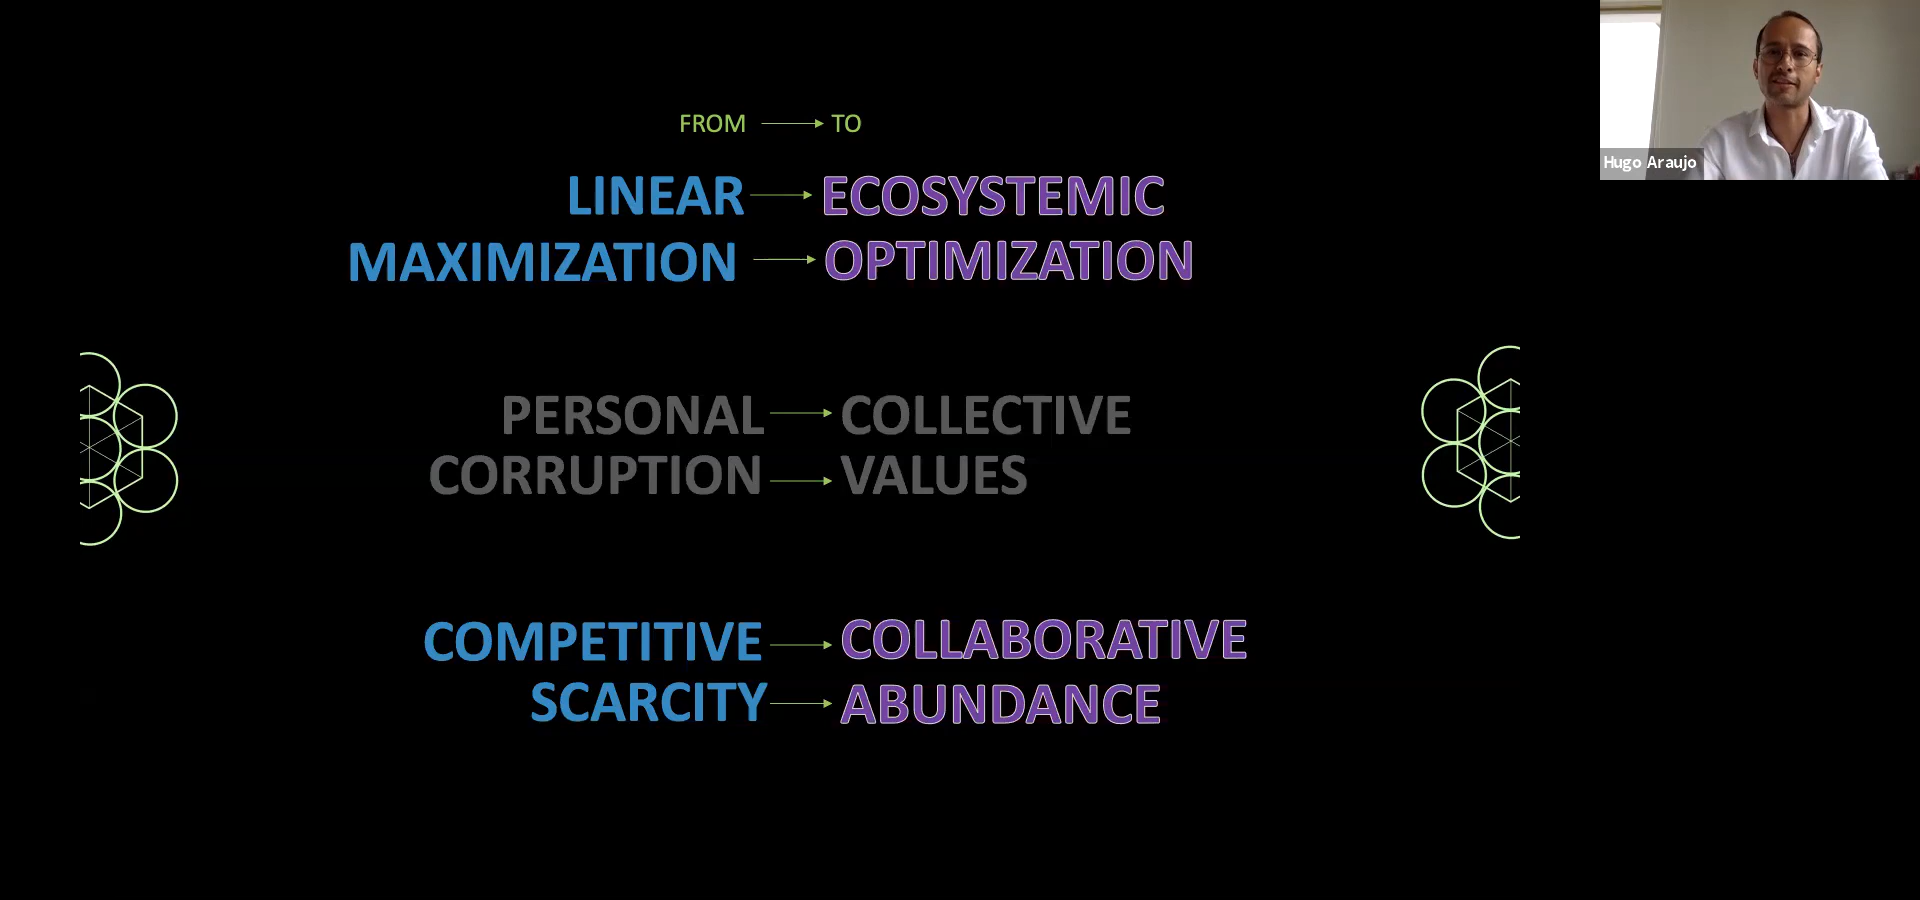 FROM TO
LINEAR ECOSYSTEMIC
MAXIMIZATION OPTIMIZATION
PERSONAL COLLECTIVE
CORRUPTION VALUES
COMPETITIVE COLLABORATIVE
SCARCITY ABUNDANCE
Hugo Araujo